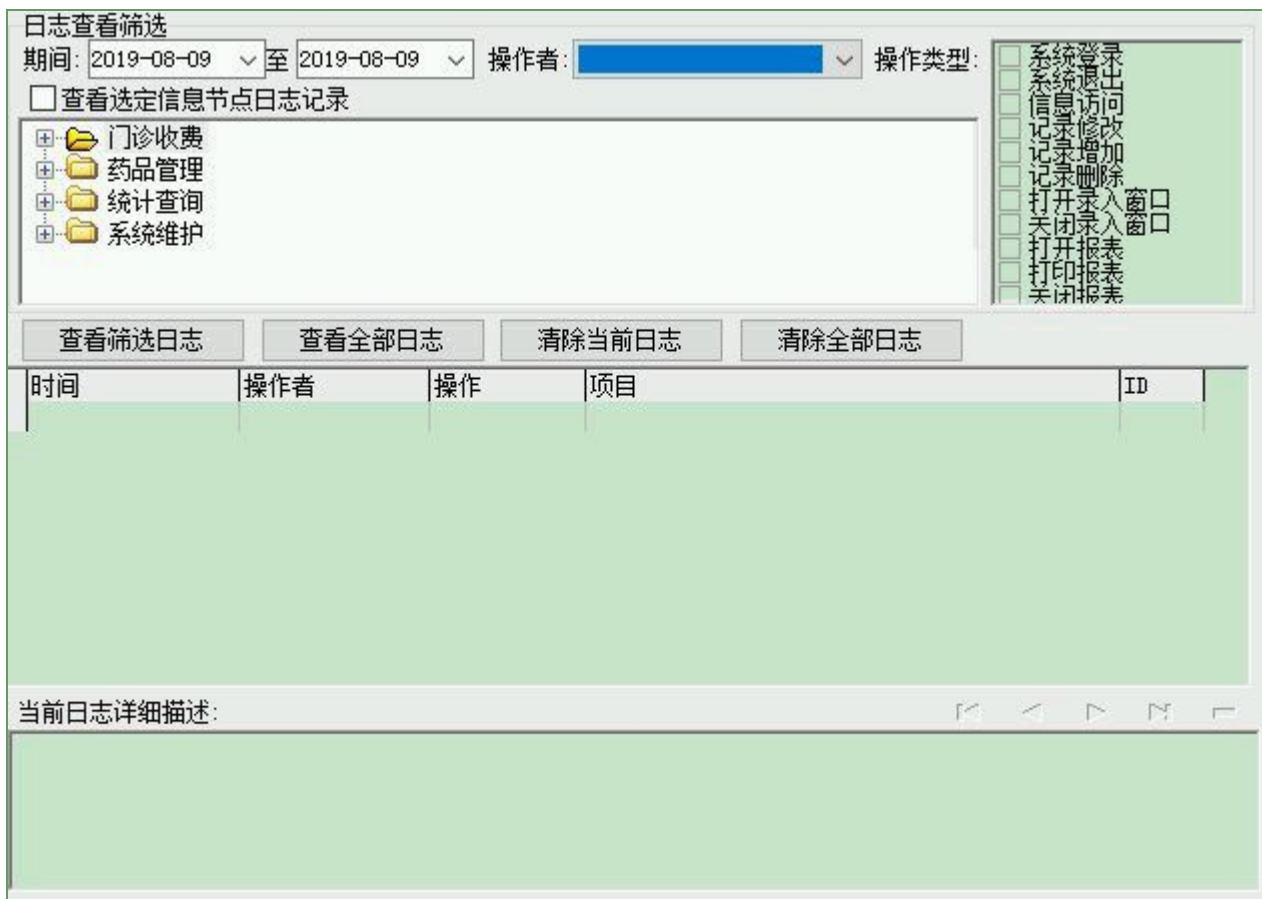 日志查看筛选
期间: 2019-08-09 至 2019-08-09 操作者: 操作类型:
系统登录
系统退出
信息访问
记录修改
记录增加
记录删除
打开录入窗口
关闭录入窗口
打开报表
打印报表
关闭报表
查看选定信息节点日志记录
门诊收费
药品管理
统计查询
系统维护
查看筛选日志 查看全部日志 清除当前日志 清除全部日志
时间 操作者 操作 项目 ID
当前日志详细描述: